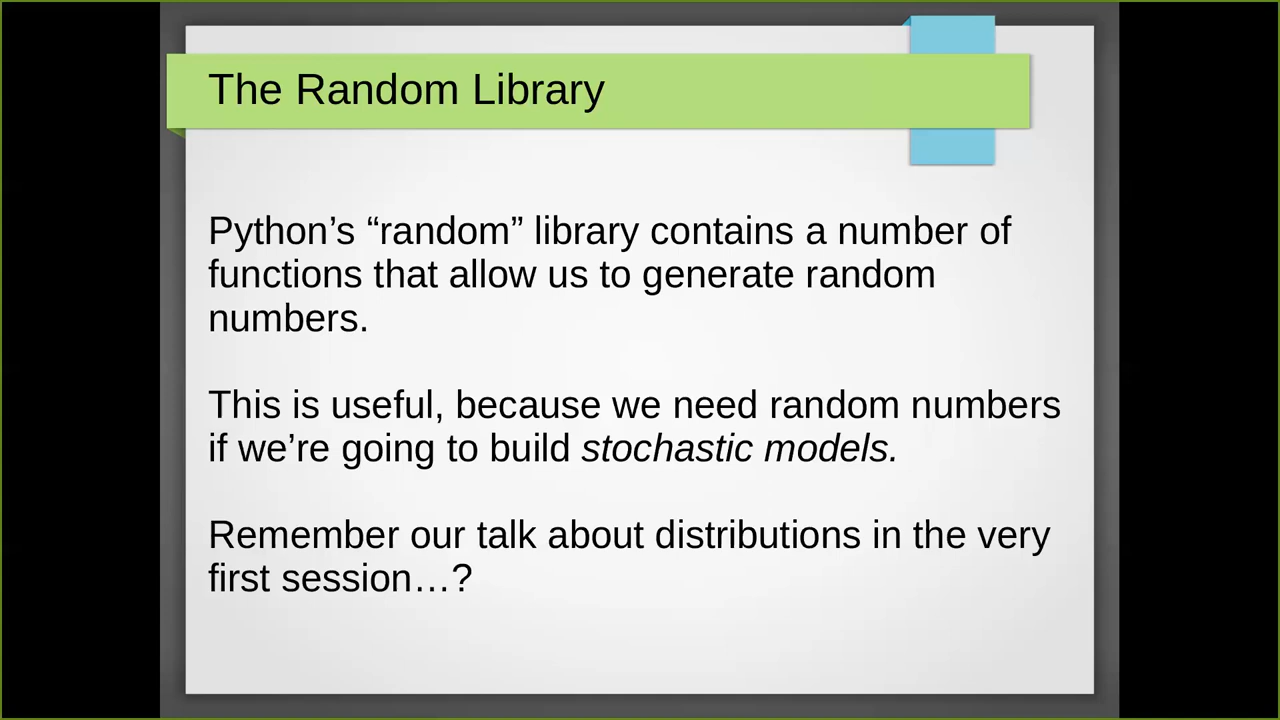 The Random Library
Python’s “random” library contains a number of
functions that allow us to generate random
numbers.
This is useful, because we need random numbers
if we’re going to build stochastic models.
Remember our talk about distributions in the very
first session…?